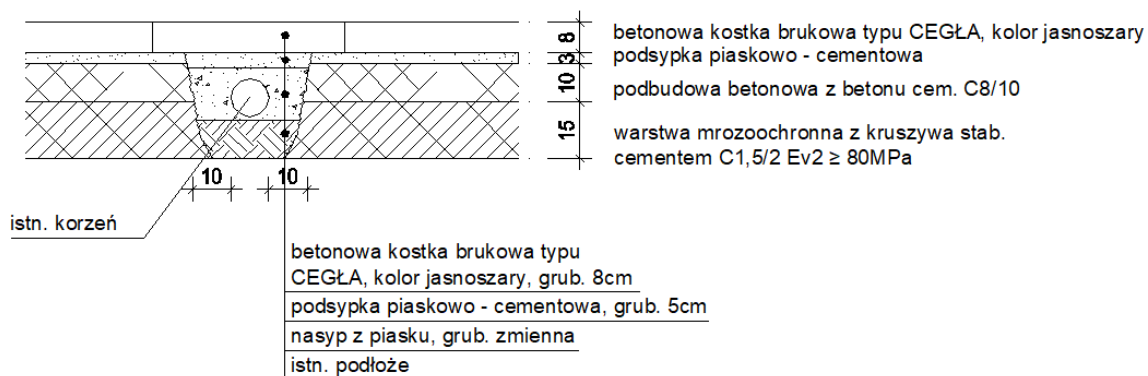 betonowa kostka brukowa typu CEGŁA, kolor jasnoszary
podsypka piaskowo - cementowa
podbudowa betonowa z betonu cem. C8/10
warstwa mrozoochronna z kruszywa stab.
cementem C1,5/2 Ev2 ≥ 80MPa
8
3
10
15
10
10
istn. korzeń
betonowa kostka brukowa typu
CEGŁA, kolor jasnoszary, grub. 8cm
podsypka piaskowo - cementowa, grub. 5cm
nasyp z piasku, grub. zmienna
istn. podłoże